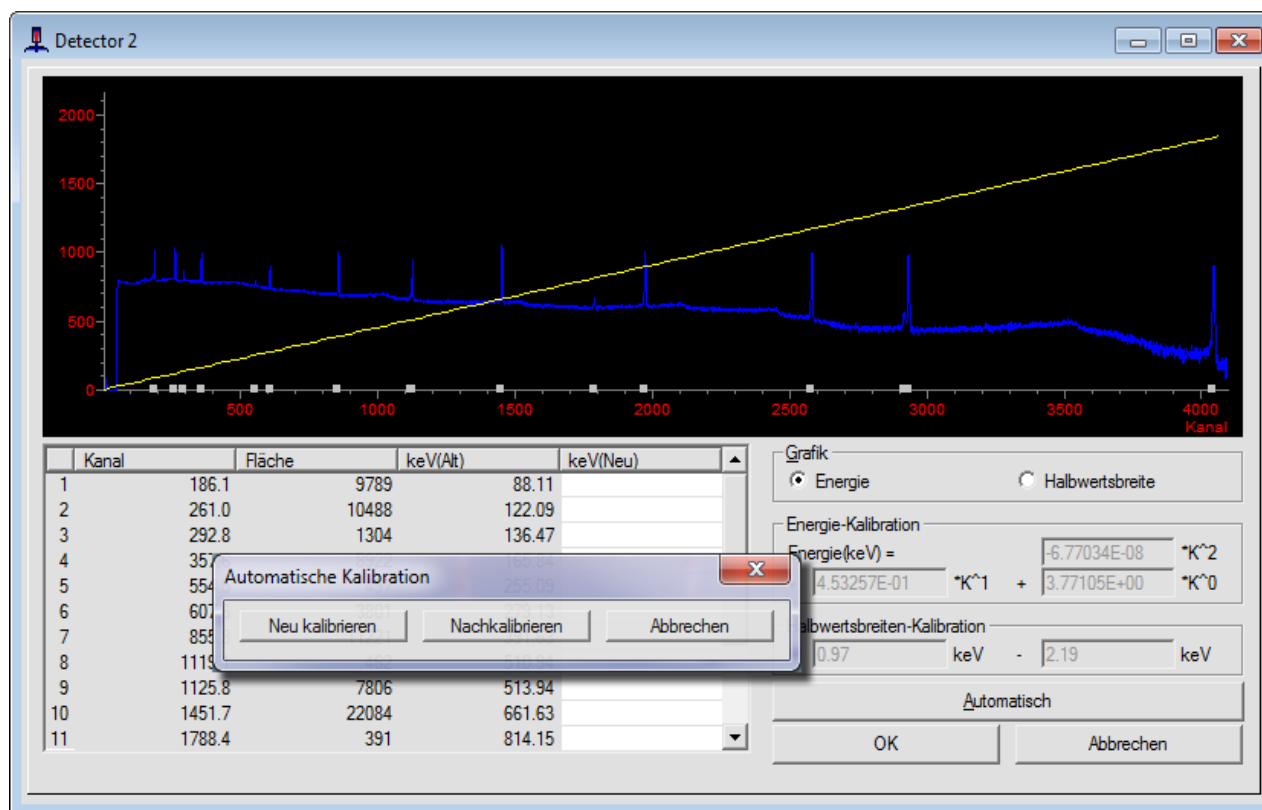 Detector 2
2000
1500
1000
500
0
500 1000 1500 2000 2500 3000 3500 4000
Kanal
Kanal Fläche keV(Alt) keV(Neu)
1 186.1 9789 88.11
2 261.0 10488 122.09
3 292.8 1304 136.47
4
5
6
7
8
9 1125.8 7806 513.94
10 1451.7 22084 661.63
11 1788.4 391 814.15
Automatische Kalibration
Neu kalibrieren Nachkalibrieren Abbrechen
Grafik
Energie Halbwertsbreite
Energie-Kalibration
Energie(keV) = -6.77034E-08 *K^2
4.53257E-01 *K^1 + 3.77105E+00 *K^0
Halbwertsbreiten-Kalibration
0.97 keV - 2.19 keV
Automatisch
OK Abbrechen